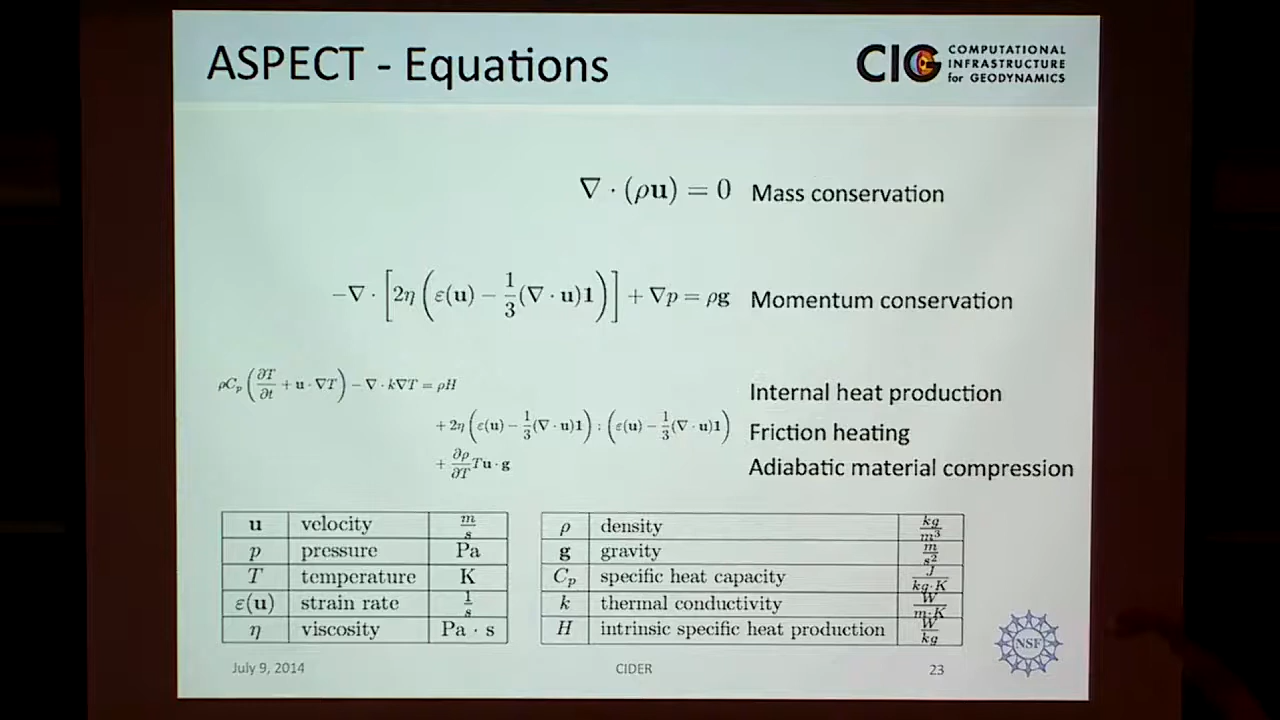 ASPECT - Equations
CIG COMPUTATIONAL
INFRASTRUCTURE
for GEODYNAMICS
∇ · (ρu) = 0 Mass conservation
−∇ · [2η (ε(u) − 1/3 (∇ · u)1)] + ∇p = ρg Momentum conservation
ρC_p (∂T/∂t + u · ∇T) − ∇ · k∇T = ρH Internal heat production
+ 2η (ε(u) − 1/3 (∇ · u)1) : (ε(u) − 1/3 (∇ · u)1) Friction heating
+ ∂ρ/∂T Tu · g Adiabatic material compression
u velocity m/s
p pressure Pa
T temperature K
ε(u) strain rate 1/s
η viscosity Pa · s
ρ density kg/m³
g gravity m/s²
C_p specific heat capacity J/kg·K
k thermal conductivity W/m·K
H intrinsic specific heat production W/kg
NSF
July 9, 2014 CIDER 23